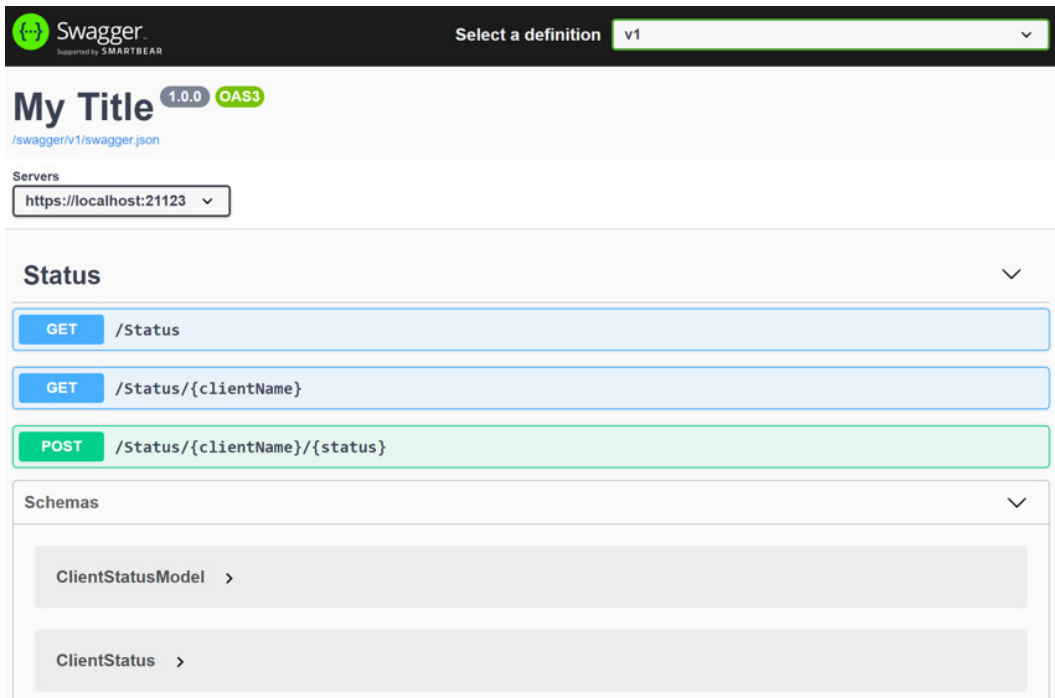 Swagger.
Supported by SMARTBEAR
Select a definition v1
My Title 1.0.0 OAS3
/swagger/v1/swagger.json
Servers
https://localhost:21123
Status
GET /Status
GET /Status/{clientName}
POST /Status/{clientName}/{status}
Schemas
ClientStatusModel
ClientStatus